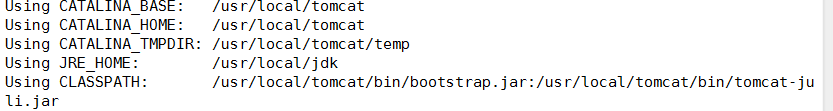 Using CATALINA_BASE:   /usr/local/tomcat
Using CATALINA_HOME:   /usr/local/tomcat
Using CATALINA_TMPDIR: /usr/local/tomcat/temp
Using JRE_HOME:        /usr/local/jdk
Using CLASSPATH:       /usr/local/tomcat/bin/bootstrap.jar:/usr/local/tomcat/bin/tomcat-ju
li.jar